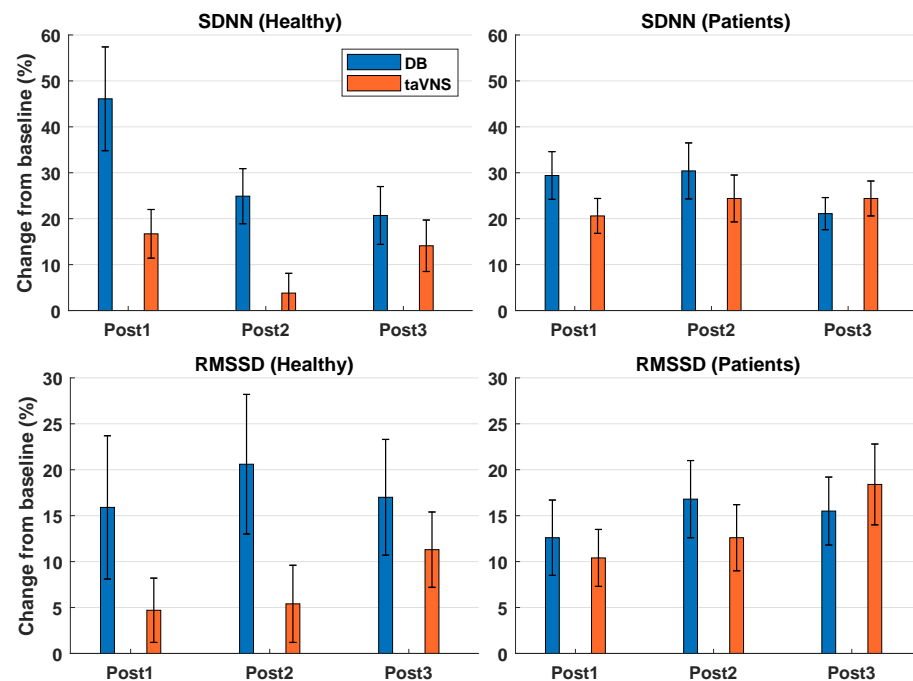 SDNN (Healthy)
SDNN (Patients)
Change from baseline (%)
60
50
40
30
20
10
0
DB
taVNS
Post1
Post2
Post3
60
50
40
30
20
10
0
Post1
Post2
Post3
RMSSD (Healthy)
RMSSD (Patients)
Change from baseline (%)
30
25
20
15
10
5
0
Post1
Post2
Post3
30
25
20
15
10
5
0
Post1
Post2
Post3